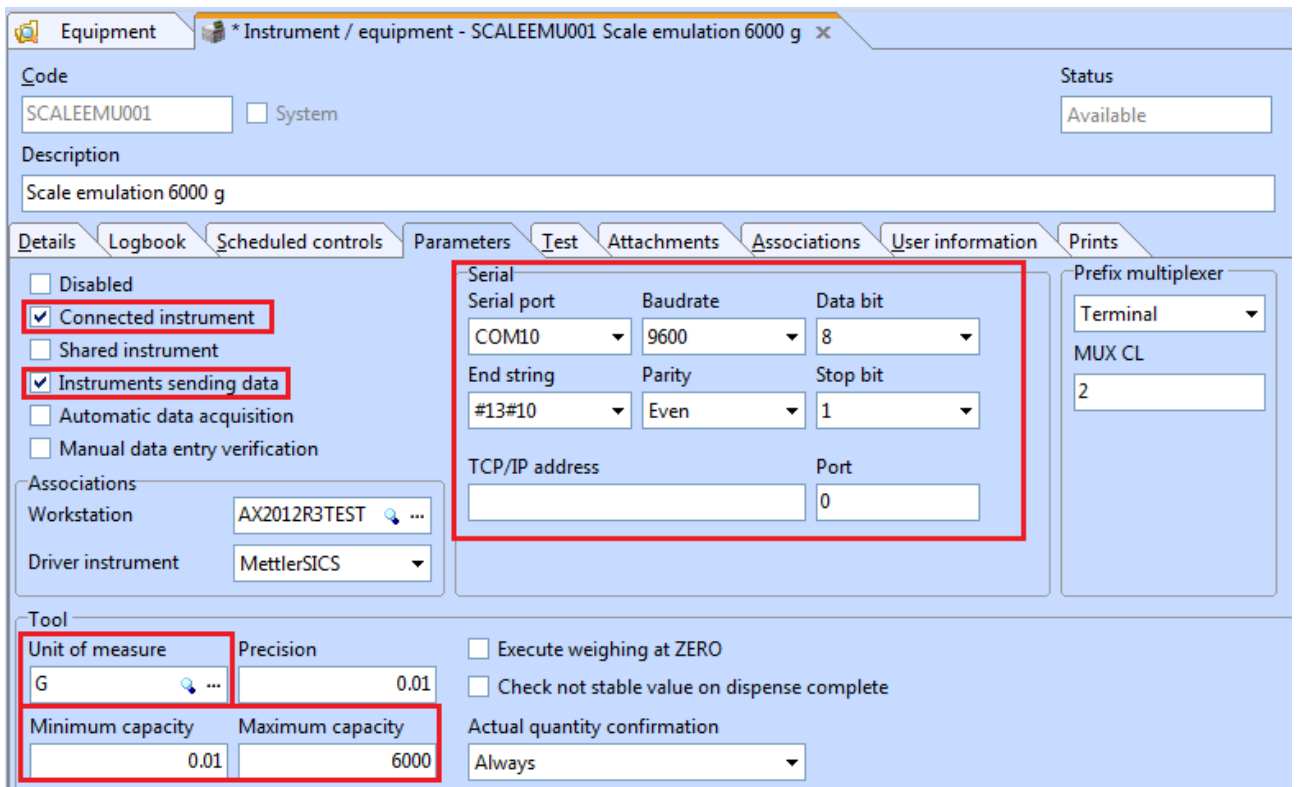 Equipment
* Instrument / equipment - SCALEEMU001 Scale emulation 6000 g
Code
Status
SCALEEMU001
System
Available
Description
Scale emulation 6000 g
Details
Logbook
Scheduled controls
Parameters
Test
Attachments
Associations
User information
Prints
Disabled
Connected instrument
Shared instrument
Instruments sending data
Automatic data acquisition
Manual data entry verification
Associations
Workstation
AX2012R3TEST
...
Driver instrument
MettlerSICS
Serial
Serial port
Baudrate
Data bit
COM10
9600
8
End string
Parity
Stop bit
#13#10
Even
1
TCP/IP address
Port
0
Prefix multiplexer
Terminal
MUX CL
2
Tool
Unit of measure
Precision
G
...
0.01
Minimum capacity
Maximum capacity
0.01
6000
Execute weighing at ZERO
Check not stable value on dispense complete
Actual quantity confirmation
Always